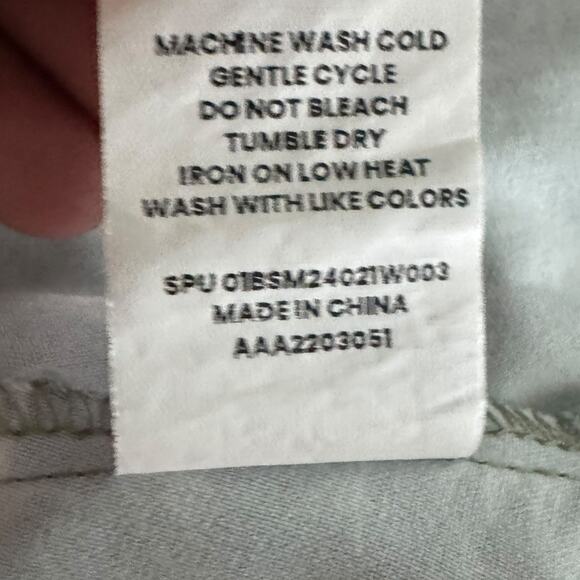 MACHINE WASH COLD
GENTLE CYCLE
DO NOT BLEACH
TUMBLE DRY
IRON ON LOW HEAT
WASH WITH LIKE COLORS
SPU 01BSM24021W003
MADE IN CHINA
AAA2203051